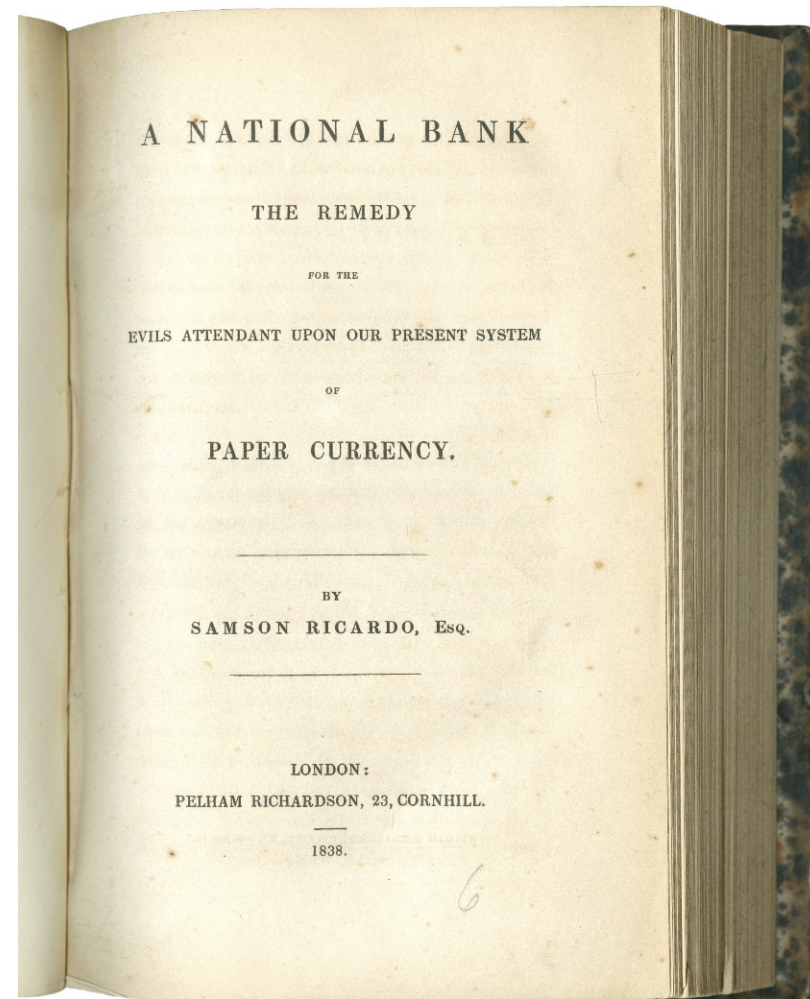 A NATIONAL BANK
THE REMEDY
FOR THE
EVILS ATTENDANT UPON OUR PRESENT SYSTEM
OF
PAPER CURRENCY.
BY
SAMSON RICARDO, Esq.
LONDON:
PELHAM RICHARDSON, 23, CORNHILL.
1838.
6